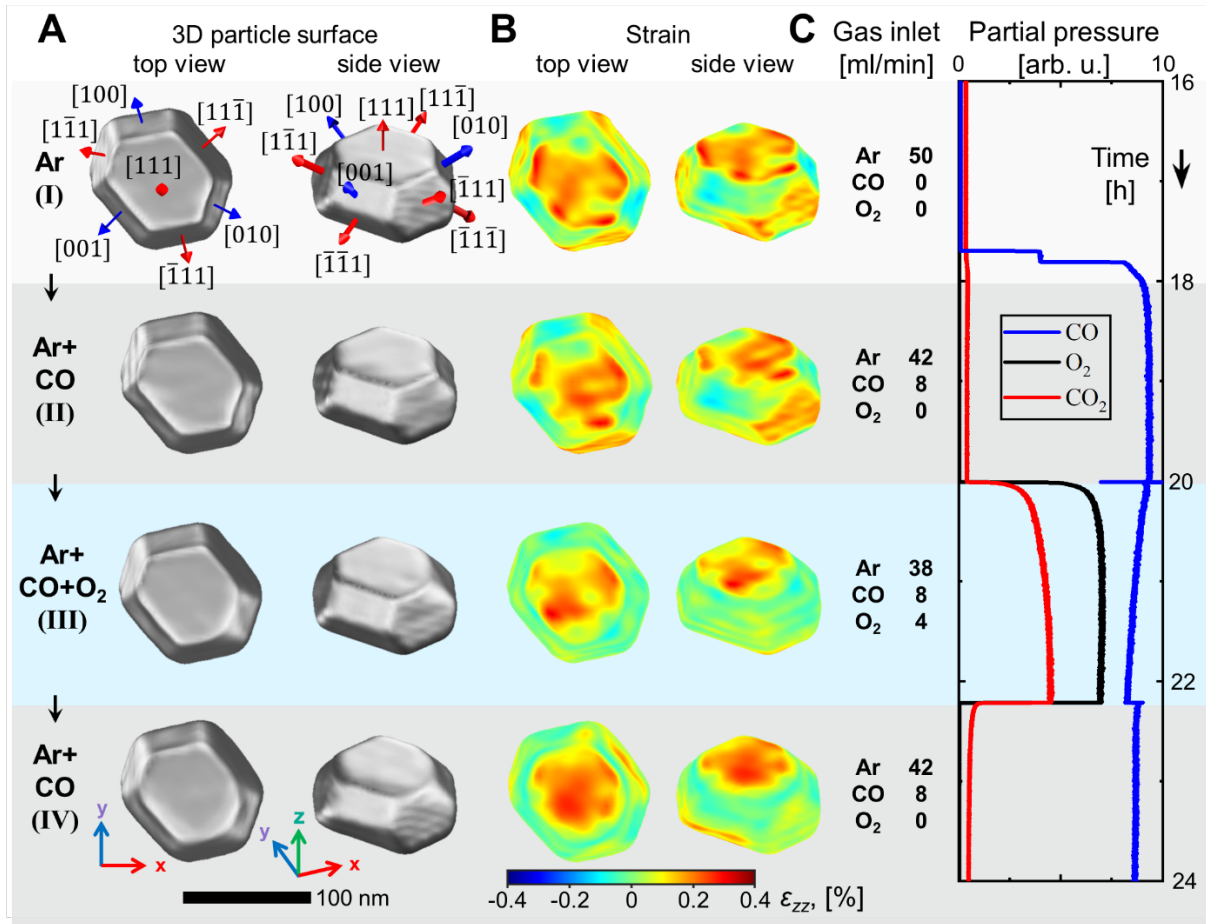 A
3D particle surface
top view
side view
B
Strain
top view
side view
C
Gas inlet
[ml/min]
Partial pressure
0 [arb. u.] 10
16
Time
[h]
18
20
22
24
Ar
(I)
[100]
[11̄1]
[111̄]
[111]
[001]
[010]
[1̄11]
[100]
[111]
[111̄]
[010]
[11̄1]
[001]
[1̄11]
[1̄11̄]
[1̄1̄1]
Ar 50
CO 0
O₂ 0
Ar+
CO
(II)
Ar 42
CO 8
O₂ 0
CO
O₂
CO₂
Ar+
CO+O₂
(III)
Ar 38
CO 8
O₂ 4
Ar+
CO
(IV)
Ar 42
CO 8
O₂ 0
y
x
y
z
x
100 nm
-0.4 -0.2 0 0.2 0.4
εzz, [%]